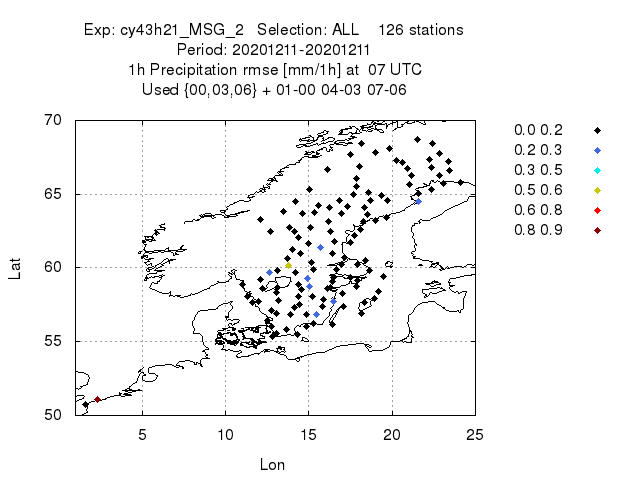 Exp: cy43h21_MSG_2 Selection: ALL 126 stations
Period: 20201211-20201211
1h Precipitation rmse [mm/1h] at 07 UTC
Used {00,03,06} + 01-00 04-03 07-06
70
65
60
55
50
Lat
5 10 15 20 25
Lon
0.0 0.2
0.2 0.3
0.3 0.5
0.5 0.6
0.6 0.8
0.8 0.9